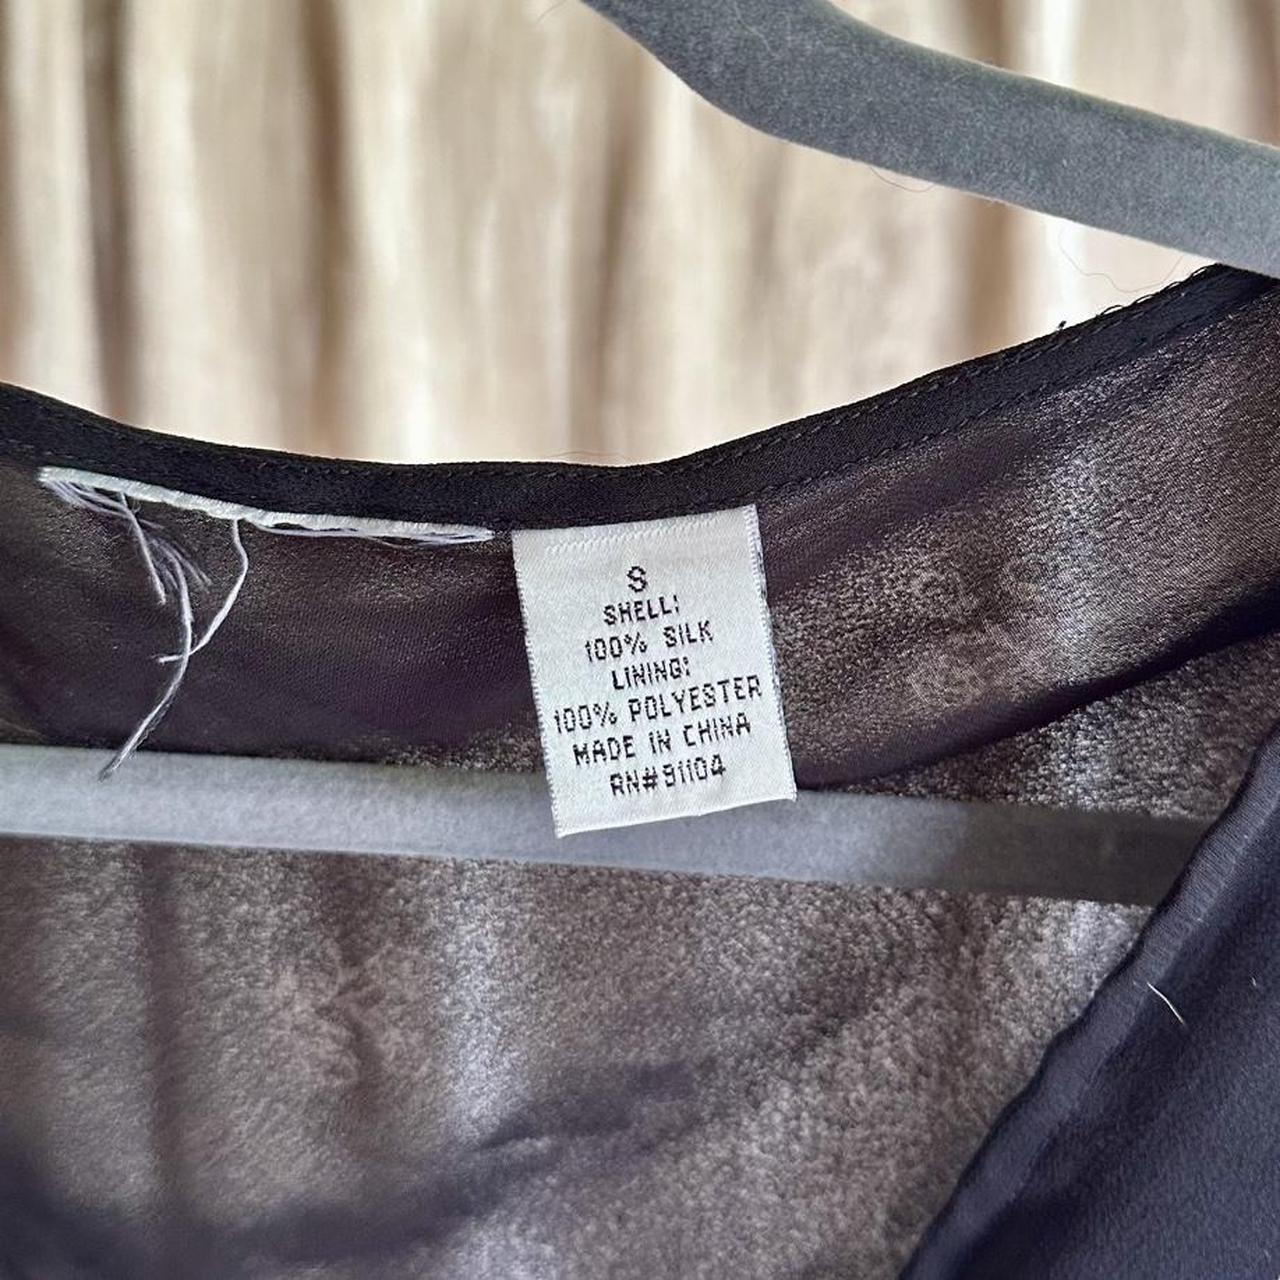 S
SHELL:
100% SILK
LINING:
100% POLYESTER
MADE IN CHINA
RN#91104